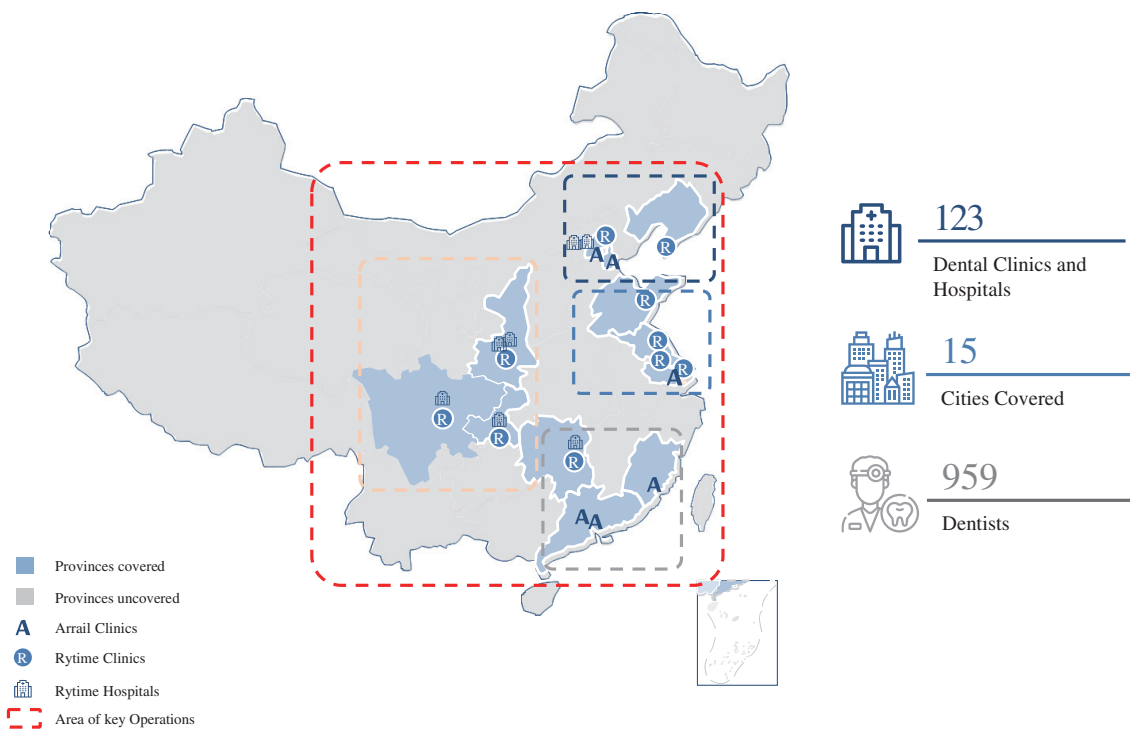 R
R
A
A
R
R
R
R
R
A
R
R
R
A
A
A
123
Dental Clinics and
Hospitals
15
Cities Covered
959
Dentists
Provinces covered
Provinces uncovered
A Arrail Clinics
R Rytime Clinics
Rytime Hospitals
Area of key Operations